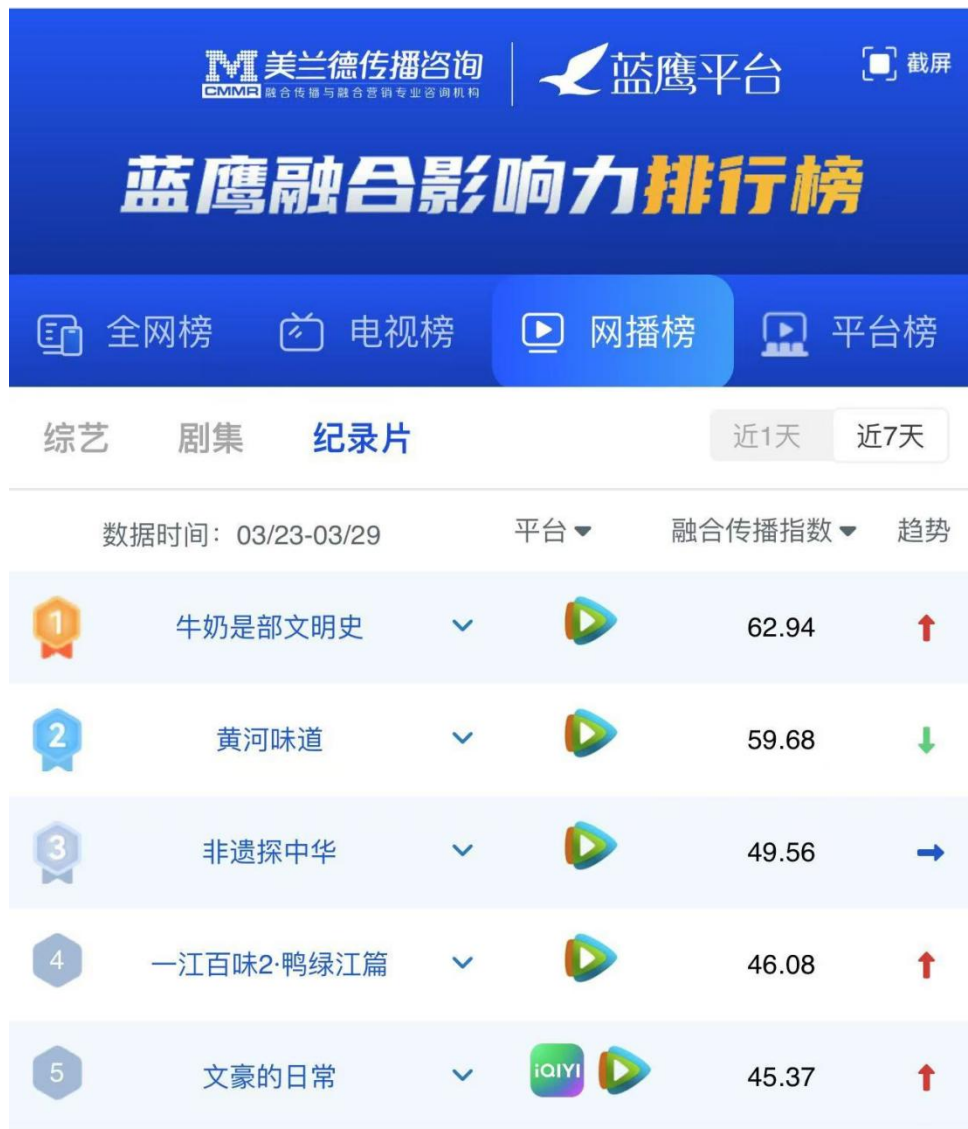 美兰德传播咨询
CMMR 融合传播与融合营销专业咨询机构
蓝鹰平台
截屏
蓝鹰融合影响力排行榜
全网榜 电视榜 网播榜 平台榜
综艺 剧集 纪录片 近1天 近7天
数据时间：03/23-03/29 平台 融合传播指数 趋势
1 牛奶是部文明史 62.94
2 黄河味道 59.68
3 非遗探中华 49.56
4 一江百味2·鸭绿江篇 46.08
5 文豪的日常 iQIYI 45.37